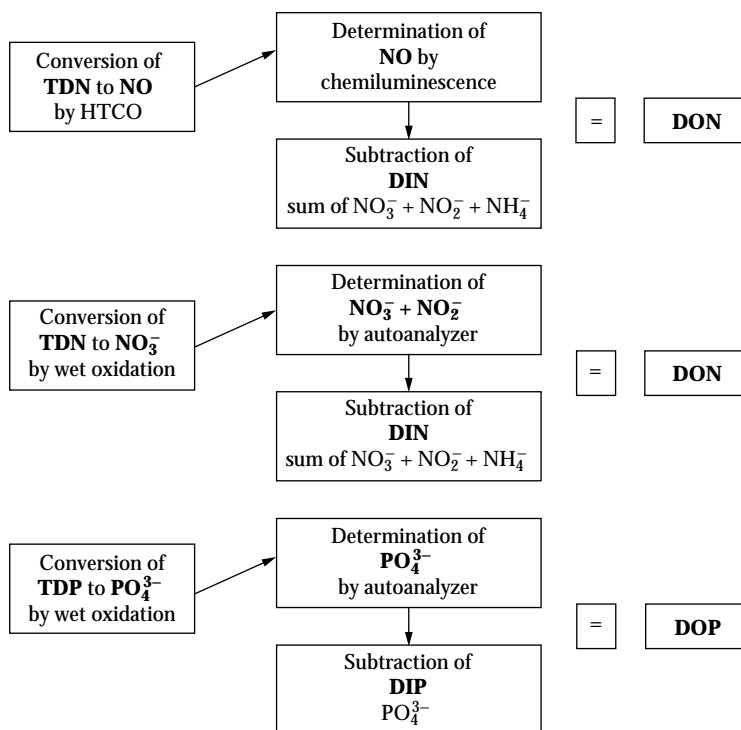 Conversion of
TDN to NO
by HTCO
Determination of
NO by
chemiluminescence
Subtraction of
DIN
sum of NO₃⁻ + NO₂⁻ + NH₄⁻
=
DON
Conversion of
TDN to NO₃⁻
by wet oxidation
Determination of
NO₃⁻ + NO₂⁻
by autoanalyzer
Subtraction of
DIN
sum of NO₃⁻ + NO₂⁻ + NH₄⁻
=
DON
Conversion of
TDP to PO₄³⁻
by wet oxidation
Determination of
PO₄³⁻
by autoanalyzer
Subtraction of
DIP
PO₄³⁻
=
DOP